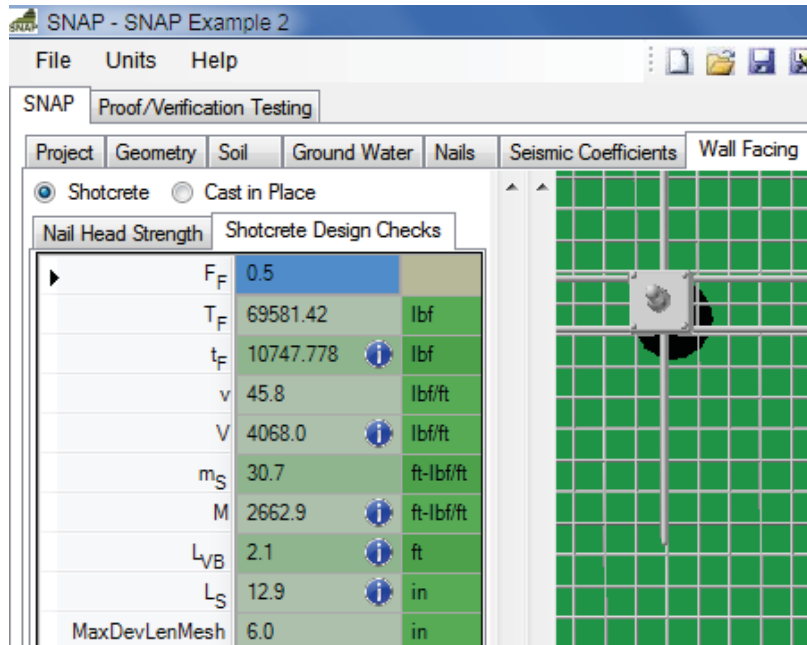 SNAP SNAP - SNAP Example 2
File Units Help
SNAP Proof/Verification Testing
Project Geometry Soil Ground Water Nails Seismic Coefficients Wall Facing
Shotcrete Cast in Place
Nail Head Strength Shotcrete Design Checks
FF 0.5
TF 69581.42 lbf
tF 10747.778 i lbf
v 45.8 lbf/ft
V 4068.0 i lbf/ft
mS 30.7 ft-lbf/ft
M 2662.9 i ft-lbf/ft
LVB 2.1 i ft
LS 12.9 i in
MaxDevLenMesh 6.0 in